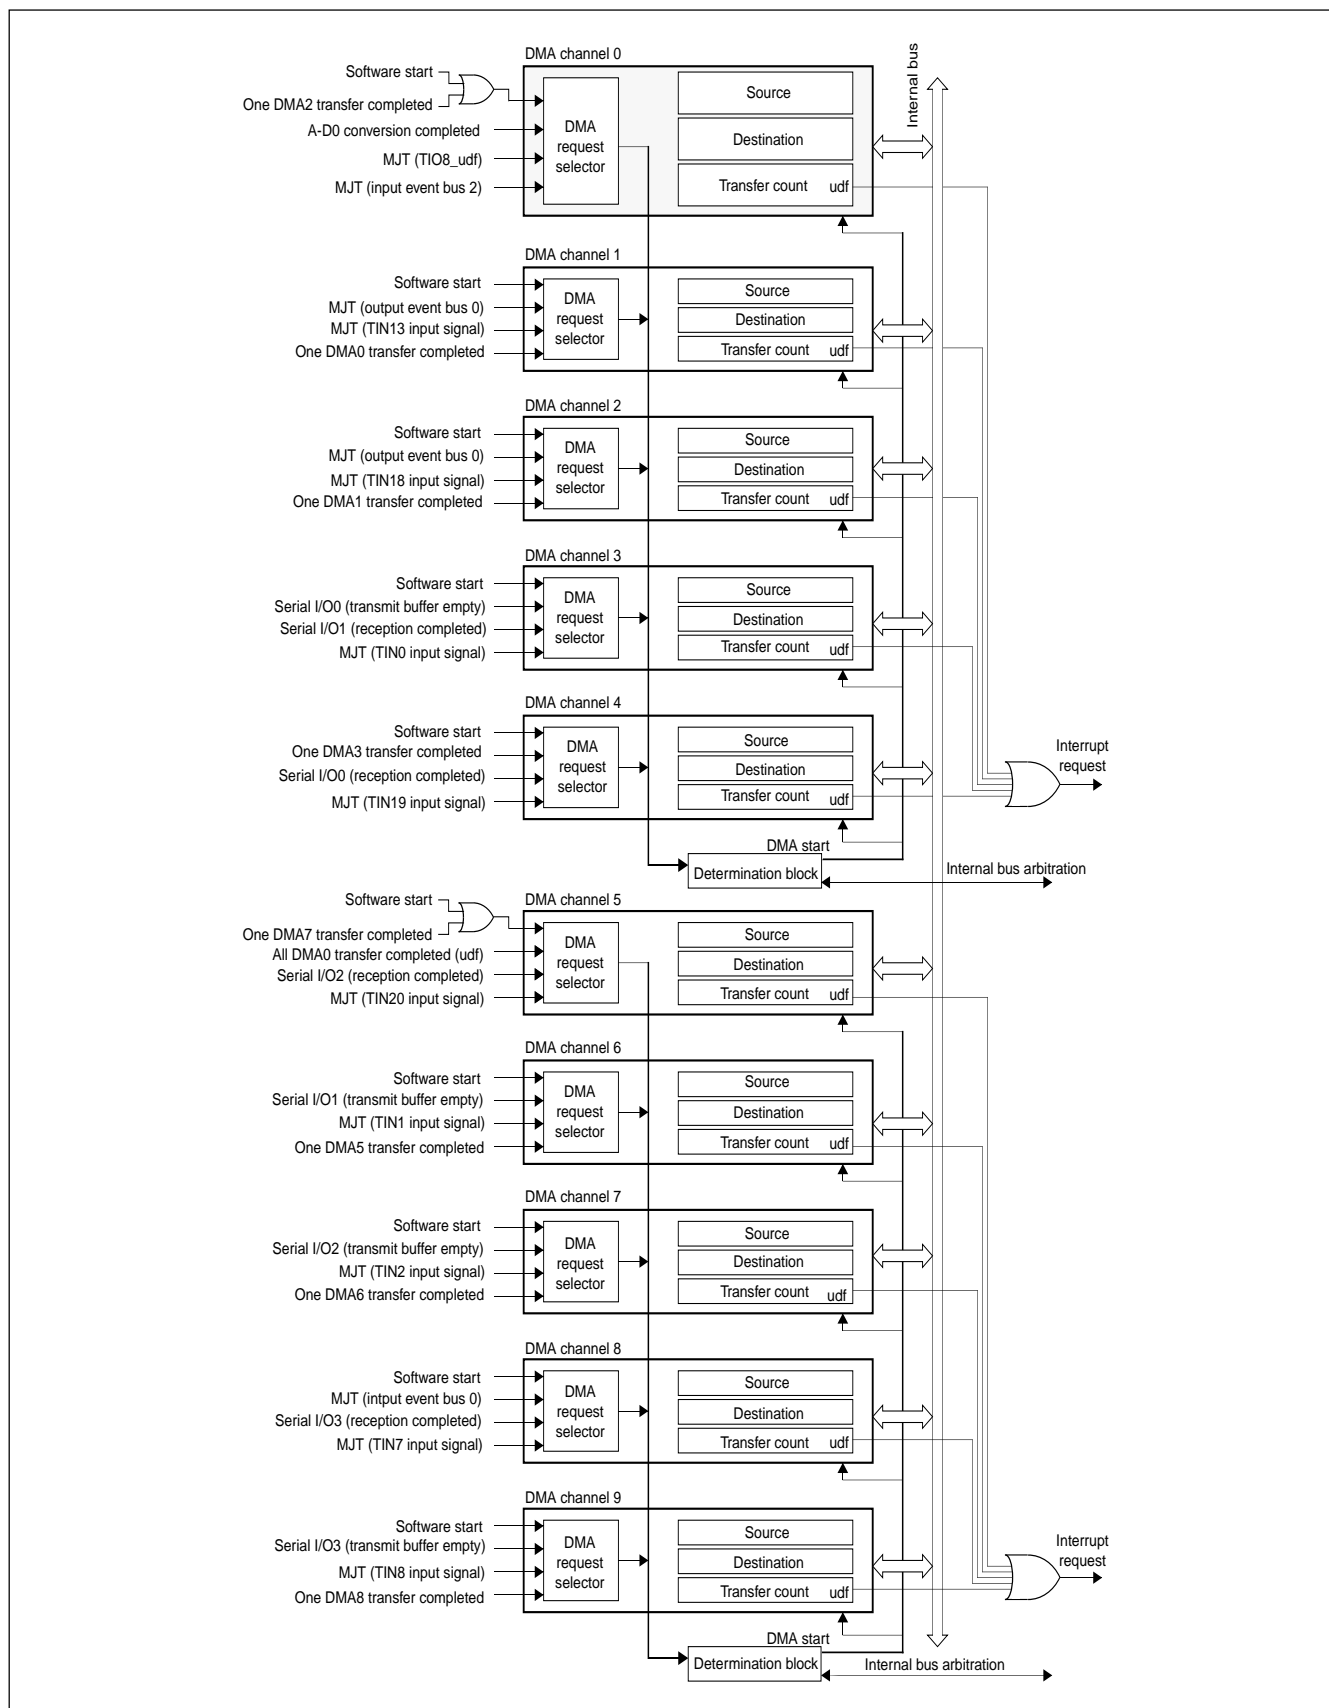 DMA channel 0
Internal bus
Software start
One DMA2 transfer completed
A-D0 conversion completed
MJT (TIO8_udf)
MJT (input event bus 2)
DMA
request
selector
Source
Destination
Transfer count udf
DMA channel 1
Software start
MJT (output event bus 0)
MJT (TIN13 input signal)
One DMA0 transfer completed
DMA
request
selector
Source
Destination
Transfer count udf
DMA channel 2
Software start
MJT (output event bus 0)
MJT (TIN18 input signal)
One DMA1 transfer completed
DMA
request
selector
Source
Destination
Transfer count udf
DMA channel 3
Software start
Serial I/O0 (transmit buffer empty)
Serial I/O1 (reception completed)
MJT (TIN0 input signal)
DMA
request
selector
Source
Destination
Transfer count udf
DMA channel 4
Software start
One DMA3 transfer completed
Serial I/O0 (reception completed)
MJT (TIN19 input signal)
DMA
request
selector
Source
Destination
Transfer count udf
Interrupt
request
DMA start
Determination block
Internal bus arbitration
DMA channel 5
Software start
One DMA7 transfer completed
All DMA0 transfer completed (udf)
Serial I/O2 (reception completed)
MJT (TIN20 input signal)
DMA
request
selector
Source
Destination
Transfer count udf
DMA channel 6
Software start
Serial I/O1 (transmit buffer empty)
MJT (TIN1 input signal)
One DMA5 transfer completed
DMA
request
selector
Source
Destination
Transfer count udf
DMA channel 7
Software start
Serial I/O2 (transmit buffer empty)
MJT (TIN2 input signal)
One DMA6 transfer completed
DMA
request
selector
Source
Destination
Transfer count udf
DMA channel 8
Software start
MJT (intput event bus 0)
Serial I/O3 (reception completed)
MJT (TIN7 input signal)
DMA
request
selector
Source
Destination
Transfer count udf
DMA channel 9
Software start
Serial I/O3 (transmit buffer empty)
MJT (TIN8 input signal)
One DMA8 transfer completed
DMA
request
selector
Source
Destination
Transfer count udf
Interrupt
request
DMA start
Determination block
Internal bus arbitration